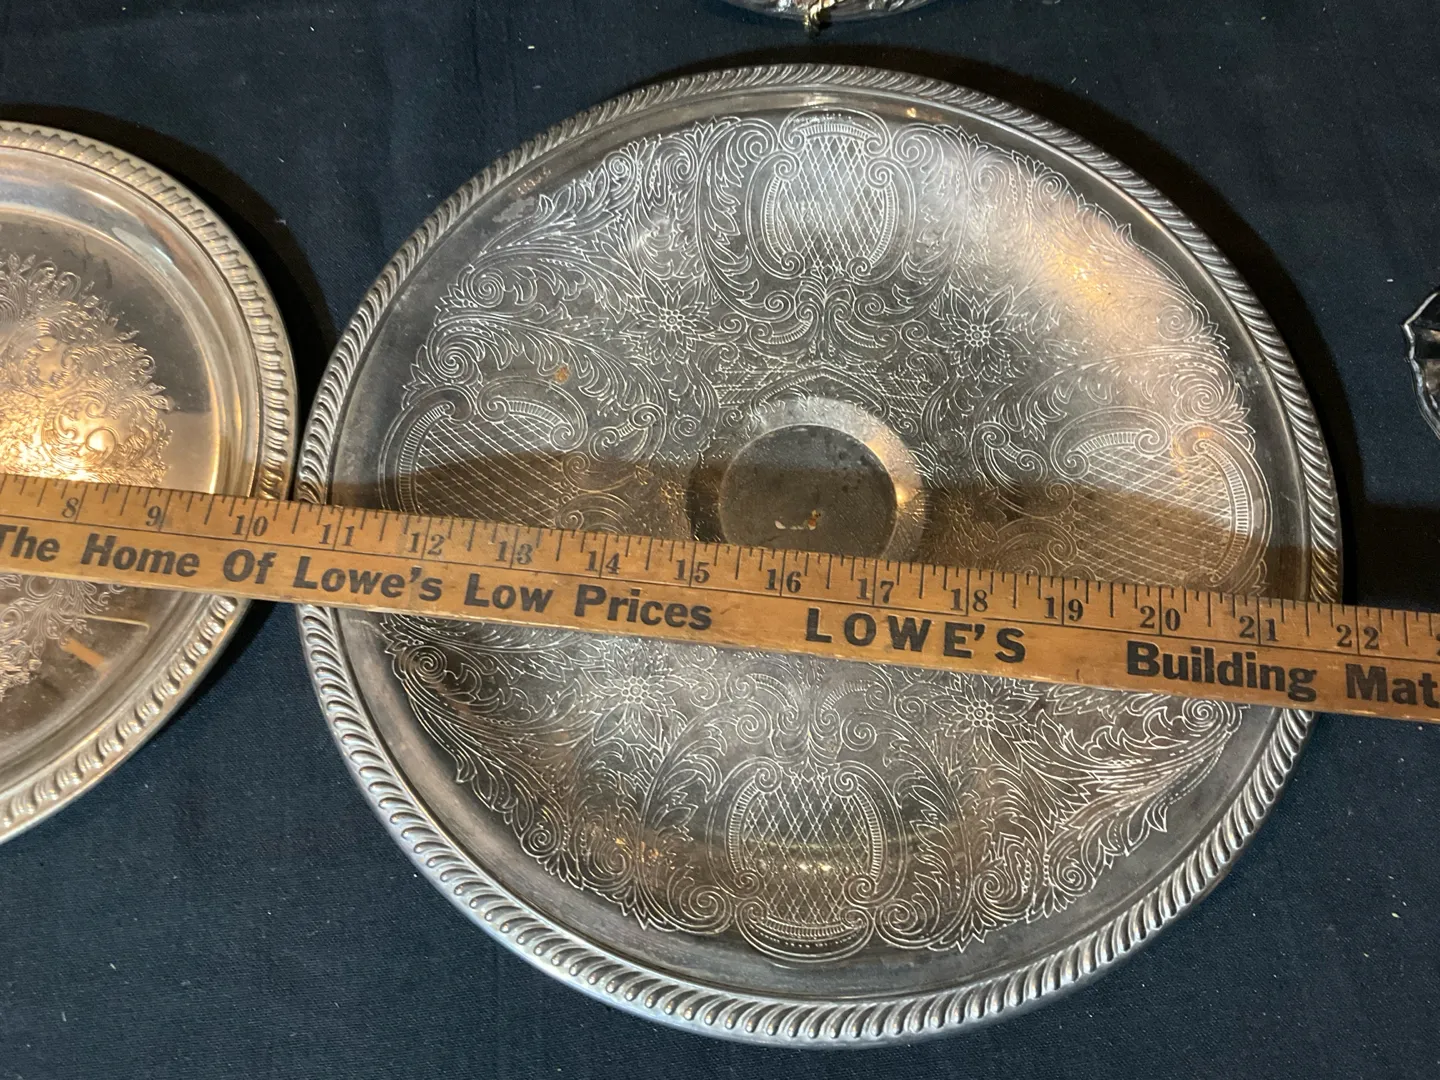 8 9 10 11 12 13 14 15 16 17 18 19 20 21 22
The Home Of Lowe's Low Prices LOWE'S Building Mat